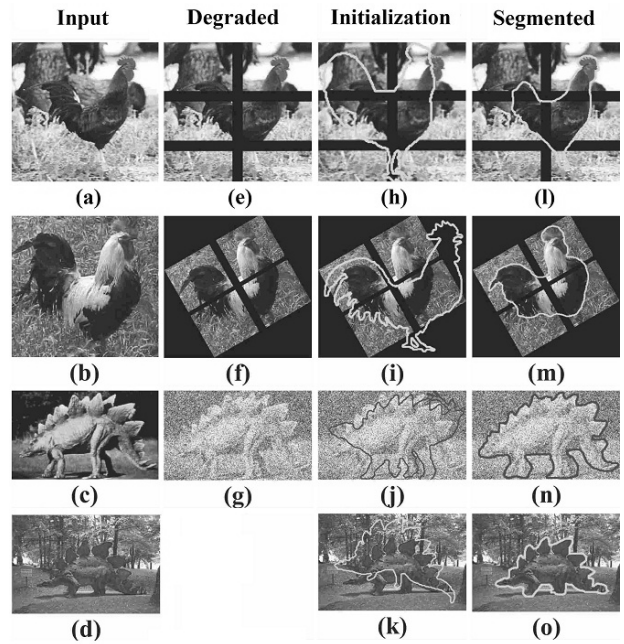 Input Degraded Initialization Segmented
(a) (e) (h) (l)
(b) (f) (i) (m)
(c) (g) (j) (n)
(d) (k) (o)